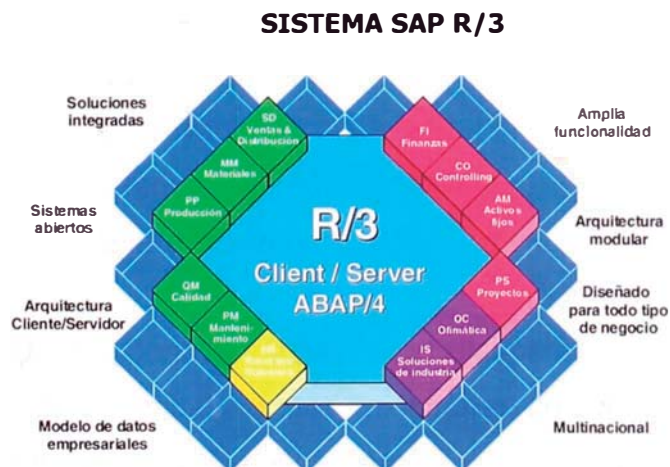 SISTEMA SAP R/3
Soluciones
integradas
Amplia
funcionalidad
SD
Ventas &
Distribución
FI
Finanzas
MM
Materiales
CO
Controlling
PP
Producción
AM
Activos
fijos
Sistemas
abiertos
Arquitectura
modular
R/3
Client / Server
ABAP/4
QM
Calidad
PS
Proyectos
Arquitectura
Cliente/Servidor
Diseñado
para todo tipo
de negocio
PM
Manteni-
miento
OC
Ofimática
IS
Soluciones
de industria
Modelo de datos
empresariales
Multinacional